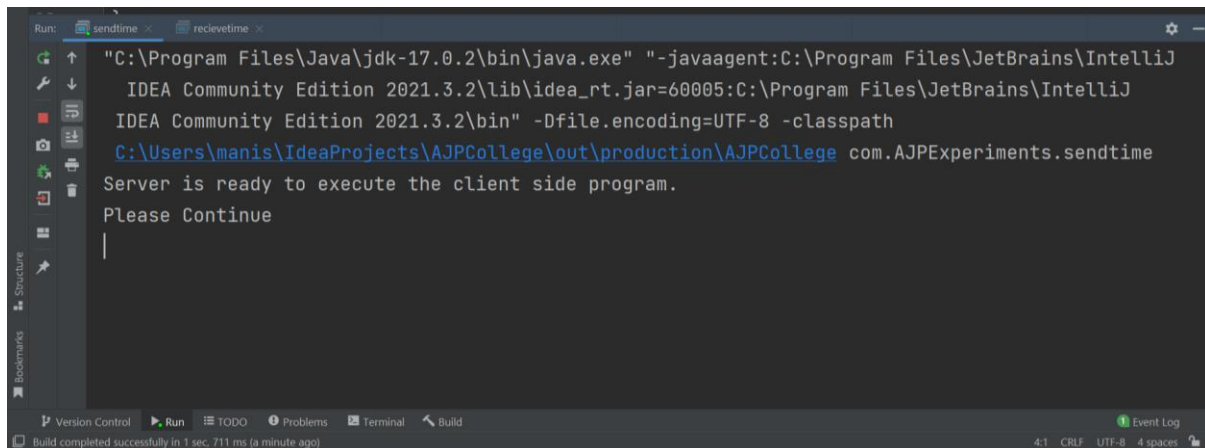 Run: sendtime recievetime
"C:\Program Files\Java\jdk-17.0.2\bin\java.exe" "-javaagent:C:\Program Files\JetBrains\IntelliJ
IDEA Community Edition 2021.3.2\lib\idea_rt.jar=60005:C:\Program Files\JetBrains\IntelliJ
IDEA Community Edition 2021.3.2\bin" -Dfile.encoding=UTF-8 -classpath
C:\Users\manis\IdeaProjects\AJPCollege\out\production\AJPCollege com.AJPExperiments.sendtime
Server is ready to execute the client side program.
Please Continue
Structure
Bookmarks
Version Control Run TODO Problems Terminal Build 1 Event Log
Build completed successfully in 1 sec, 711 ms (a minute ago) 4:1 CRLF UTF-8 4 spaces